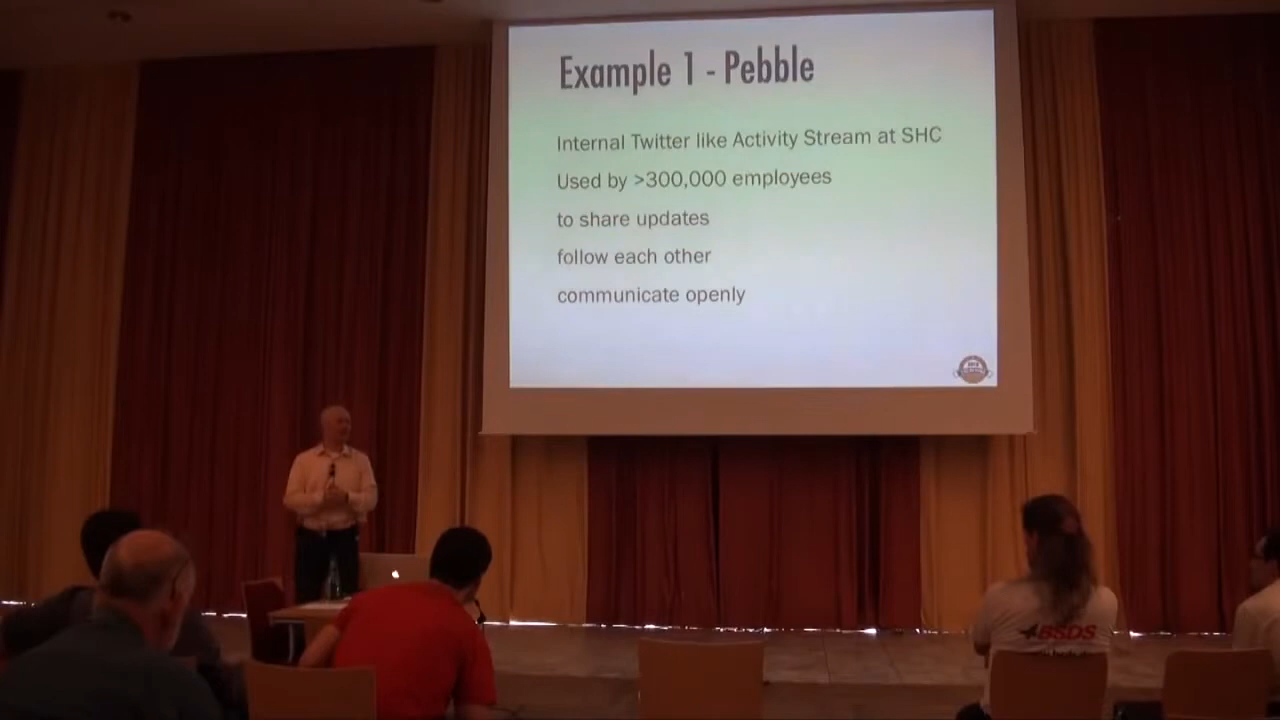 Example 1 - Pebble
Internal Twitter like Activity Stream at SHC
Used by >300,000 employees
to share updates
follow each other
communicate openly
BSDS